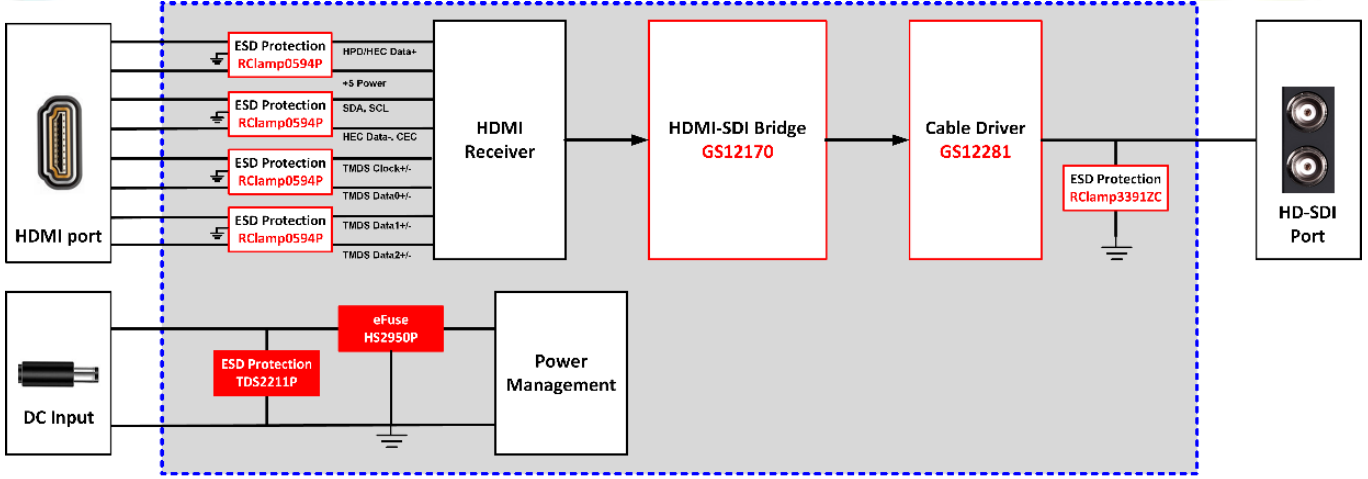 ESD Protection
RClamp0594P
HPD/HEC Data+
+5 Power
ESD Protection
RClamp0594P
SDA, SCL
HEC Data-, CEC
ESD Protection
RClamp0594P
TMDS Clock+/-
TMDS Data0+/-
ESD Protection
RClamp0594P
TMDS Data1+/-
TMDS Data2+/-
HDMI port
HDMI
Receiver
HDMI-SDI Bridge
GS12170
Cable Driver
GS12281
ESD Protection
RClamp3391ZC
HD-SDI
Port
DC Input
ESD Protection
TDS2211P
eFuse
HS2950P
Power
Management